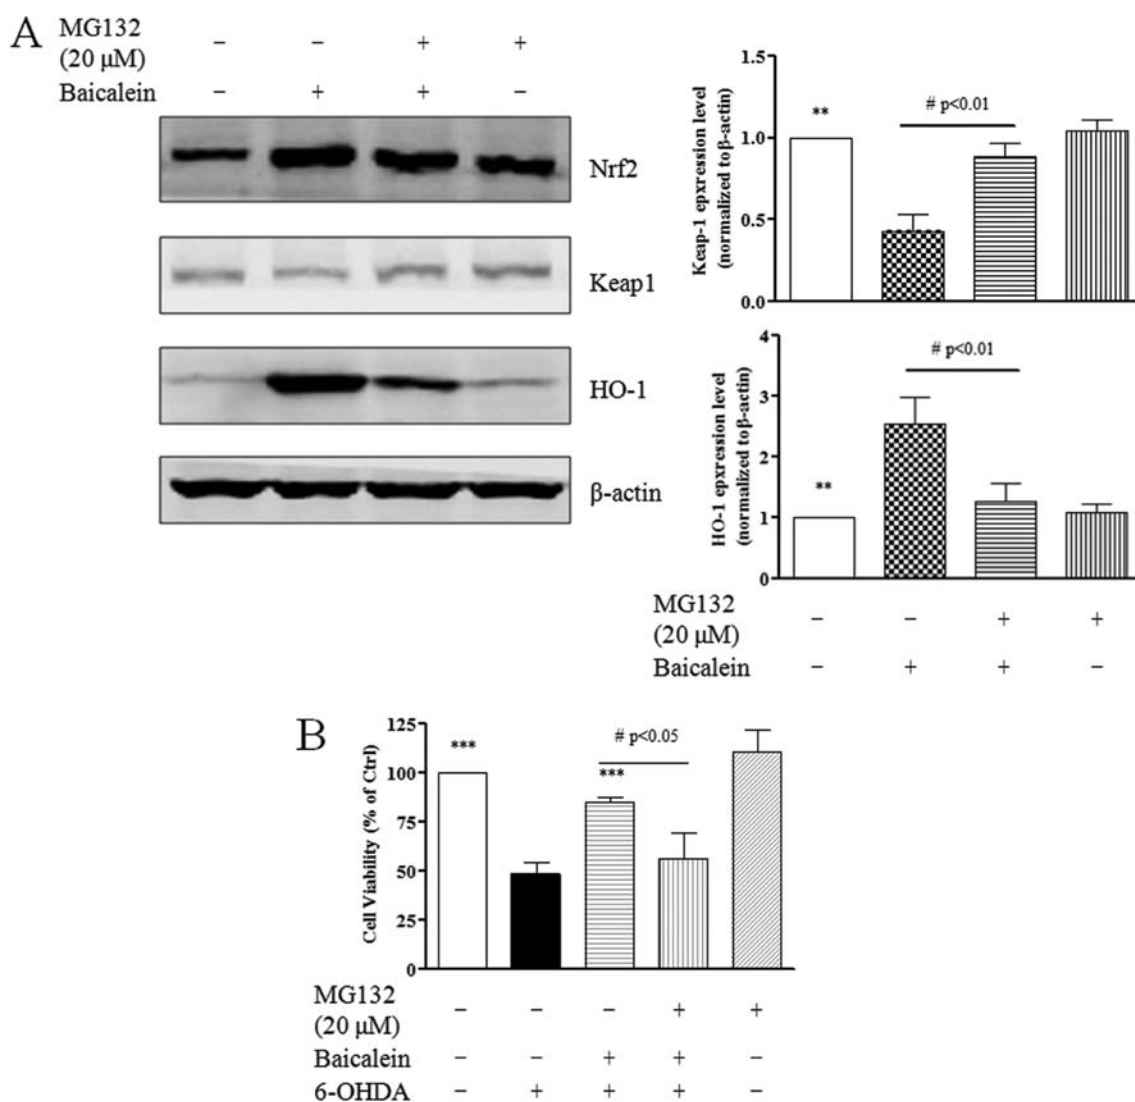 A
MG132
(20 µM)
− − + +
Baicalein − + + −
Nrf2
Keap1
HO-1
β-actin
Keap-1 epxression level
(normalized to β-actin)
1.5
1.0
0.5
0.0
**
# p<0.01
HO-1 epxression level
(normalized to β-actin)
4
3
2
1
0
**
# p<0.01
MG132
(20 µM)
− − + +
Baicalein − + + −
B
Cell Viability (% of Ctrl)
125
100
75
50
25
0
***
# p<0.05
***
MG132
(20 µM)
− − − + +
Baicalein − − + + −
6-OHDA − + + + −